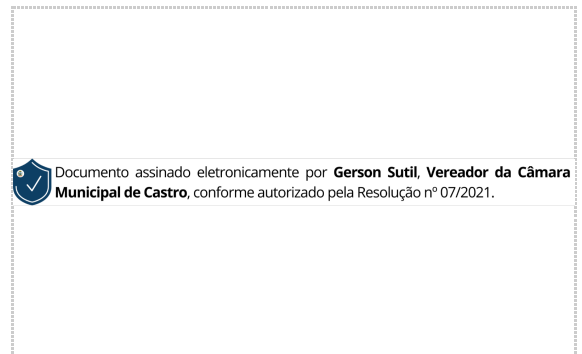 Documento assinado eletronicamente por Gerson Sutil, Vereador da Câmara
Municipal de Castro, conforme autorizado pela Resolução nº 07/2021.